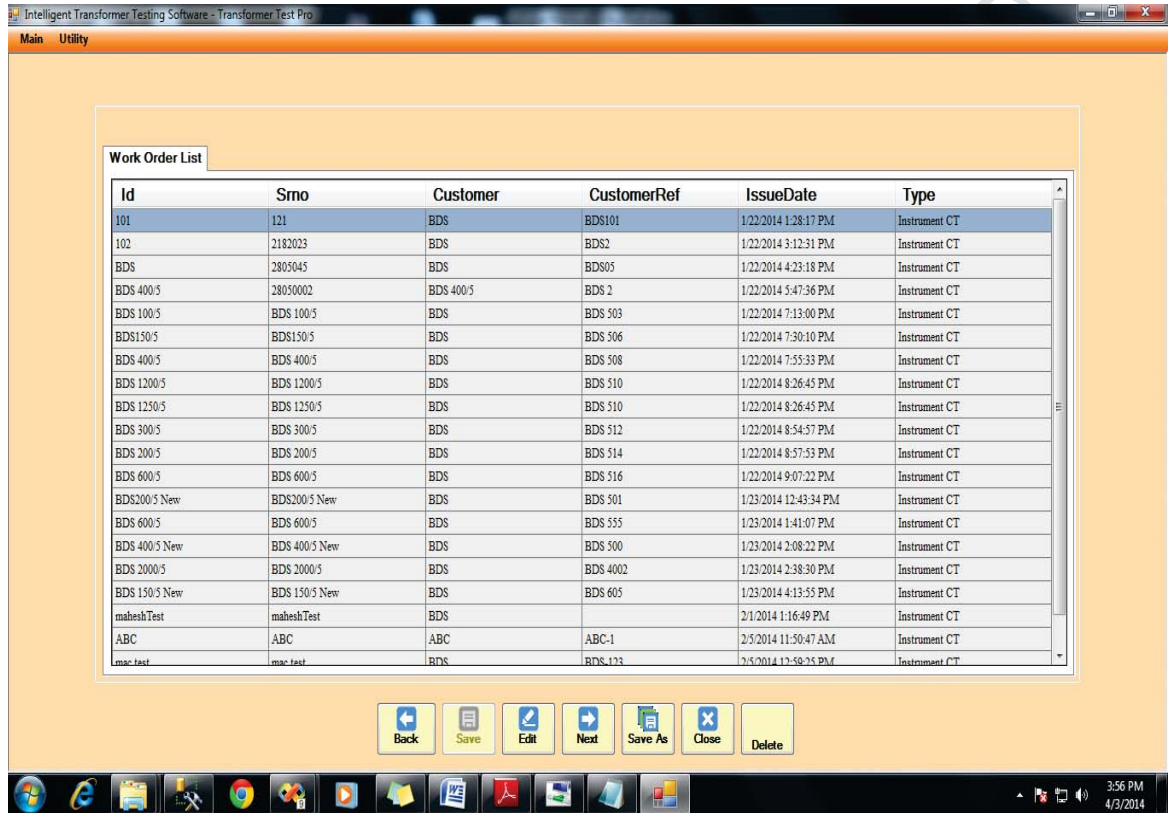 Intelligent Transformer Testing Software - Transformer Test Pro
Main Utility
Work Order List
Id Srno Customer CustomerRef IssueDate Type
101 121 BDS BDS101 1/22/2014 1:28:17 PM Instrument CT
102 2182023 BDS BDS2 1/22/2014 3:12:31 PM Instrument CT
BDS 2805045 BDS BDS05 1/22/2014 4:23:18 PM Instrument CT
BDS 400/5 28050002 BDS 400/5 BDS 2 1/22/2014 5:47:36 PM Instrument CT
BDS 100/5 BDS 100/5 BDS BDS 503 1/22/2014 7:13:00 PM Instrument CT
BDS150/5 BDS150/5 BDS BDS 506 1/22/2014 7:30:10 PM Instrument CT
BDS 400/5 BDS 400/5 BDS BDS 508 1/22/2014 7:55:33 PM Instrument CT
BDS 1200/5 BDS 1200/5 BDS BDS 510 1/22/2014 8:26:45 PM Instrument CT
BDS 1250/5 BDS 1250/5 BDS BDS 510 1/22/2014 8:26:45 PM Instrument CT
BDS 300/5 BDS 300/5 BDS BDS 512 1/22/2014 8:54:57 PM Instrument CT
BDS 200/5 BDS 200/5 BDS BDS 514 1/22/2014 8:57:53 PM Instrument CT
BDS 600/5 BDS 600/5 BDS BDS 516 1/22/2014 9:07:22 PM Instrument CT
BDS200/5 New BDS200/5 New BDS BDS 501 1/23/2014 12:43:34 PM Instrument CT
BDS 600/5 BDS 600/5 BDS BDS 555 1/23/2014 1:41:07 PM Instrument CT
BDS 400/5 New BDS 400/5 New BDS BDS 500 1/23/2014 2:08:22 PM Instrument CT
BDS 2000/5 BDS 2000/5 BDS BDS 4002 1/23/2014 2:38:30 PM Instrument CT
BDS 150/5 New BDS 150/5 New BDS BDS 605 1/23/2014 4:13:55 PM Instrument CT
maheshTest maheshTest BDS 2/1/2014 1:16:49 PM Instrument CT
ABC ABC ABC ABC-1 2/5/2014 11:50:47 AM Instrument CT
mac test mac test BDS BDS-123 2/5/2014 12:59:25 PM Instrument CT
Back Save Edit Next Save As Close Delete
3:56 PM
4/3/2014